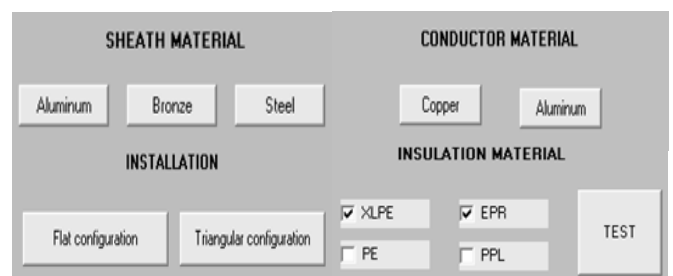 SHEATH MATERIAL
Aluminum Bronze Steel
INSTALLATION
Flat configuration Triangular configuration
CONDUCTOR MATERIAL
Copper Aluminum
INSULATION MATERIAL
XLPE EPR
PE PPL
TEST